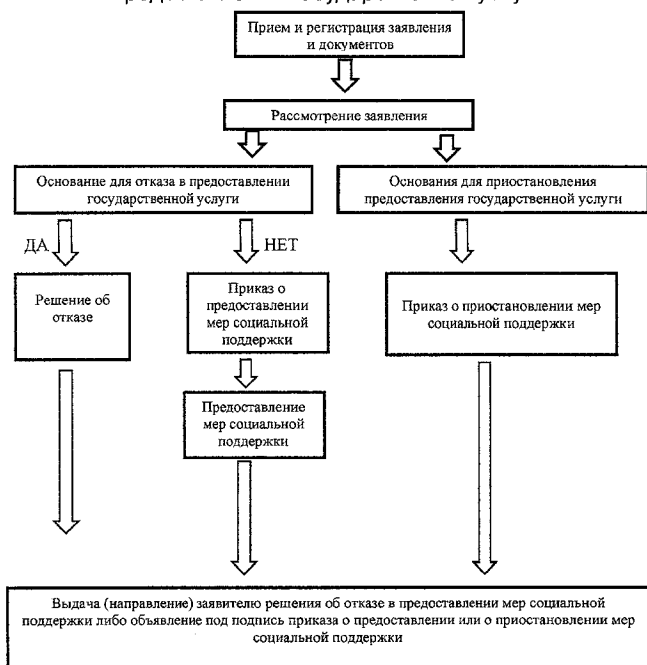 Прием и регистрация заявления
и документов
Рассмотрение заявления
Основание для отказа в предоставлении
государственной услуги
Основания для приостановления
предоставления государственной услуги
ДА
НЕТ
Решение об
отказе
Приказ о
предоставлении
мер социальной
поддержки
Приказ о приостановлении мер
социальной поддержки
Предоставление
мер социальной
поддержки
Выдача (направление) заявителю решения об отказе в предоставлении мер социальной
поддержки либо объявление под подпись приказа о предоставлении или о приостановлении мер
социальной поддержки